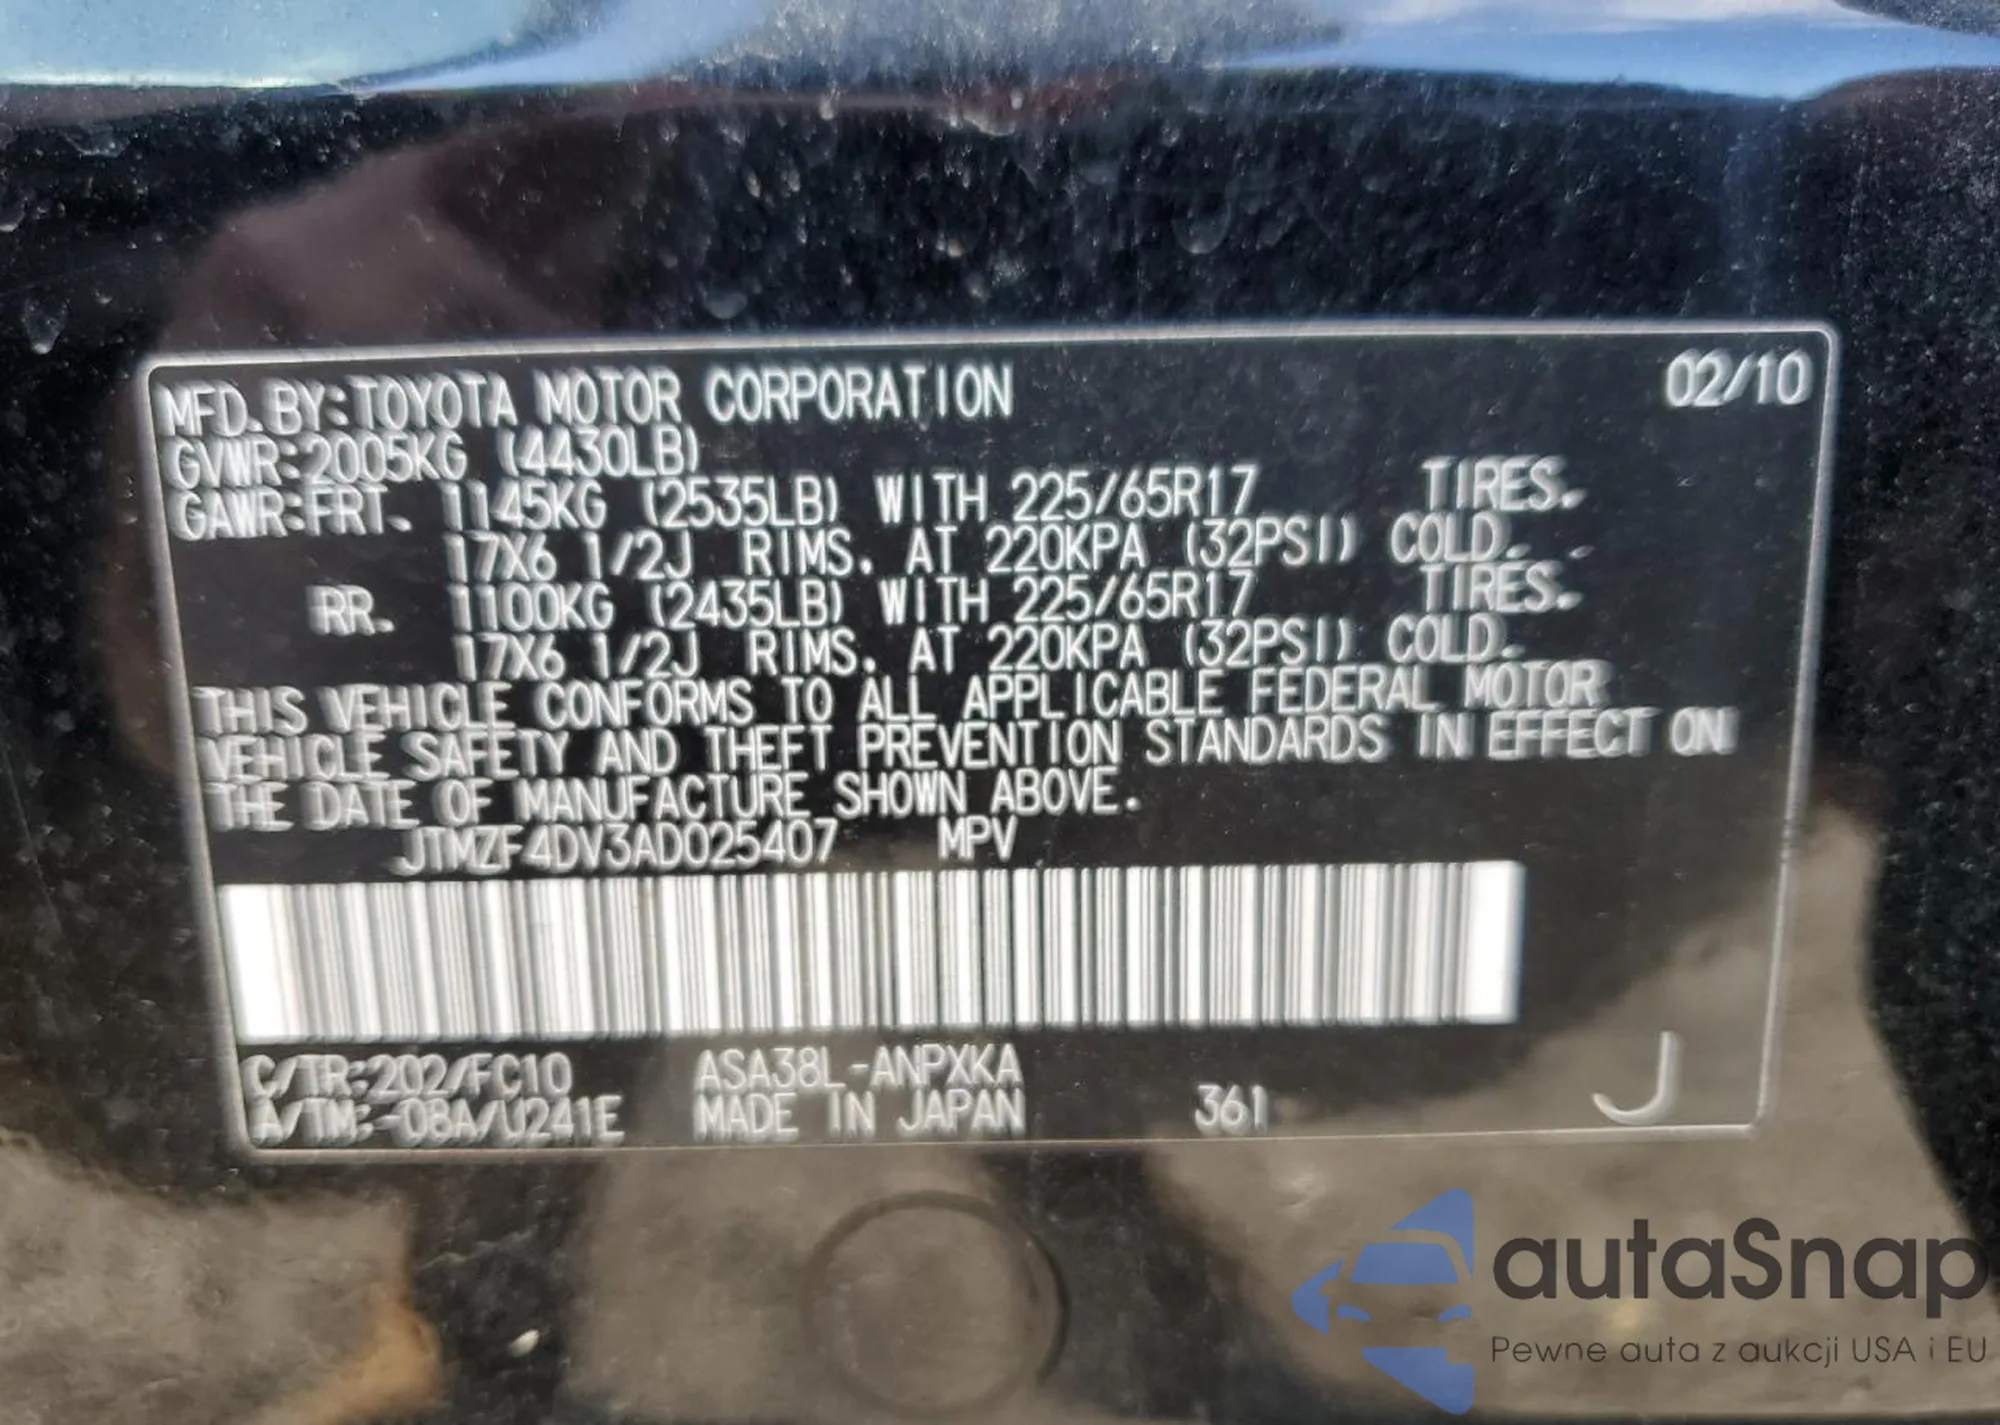 MFD. BY:TOYOTA MOTOR CORPORATION 02/10
GVWR:2005KG (4430LB)
GAWR:FRT. 1145KG (2535LB) WITH 225/65R17 TIRES.
17X6 1/2J RIMS. AT 220KPA (32PSI) COLD.
RR. 1100KG (2435LB) WITH 225/65R17 TIRES.
17X6 1/2J RIMS. AT 220KPA (32PSI) COLD.
THIS VEHICLE CONFORMS TO ALL APPLICABLE FEDERAL MOTOR
VEHICLE SAFETY AND THEFT PREVENTION STANDARDS IN EFFECT ON
THE DATE OF MANUFACTURE SHOWN ABOVE.
JTMZF4DV3AD025407 MPV
C/TR:202/FC10 ASA38L-ANPXKA
A/TM:-08A/U241E MADE IN JAPAN 361 J
autaSnap
Pewne auta z aukcji USA i EU